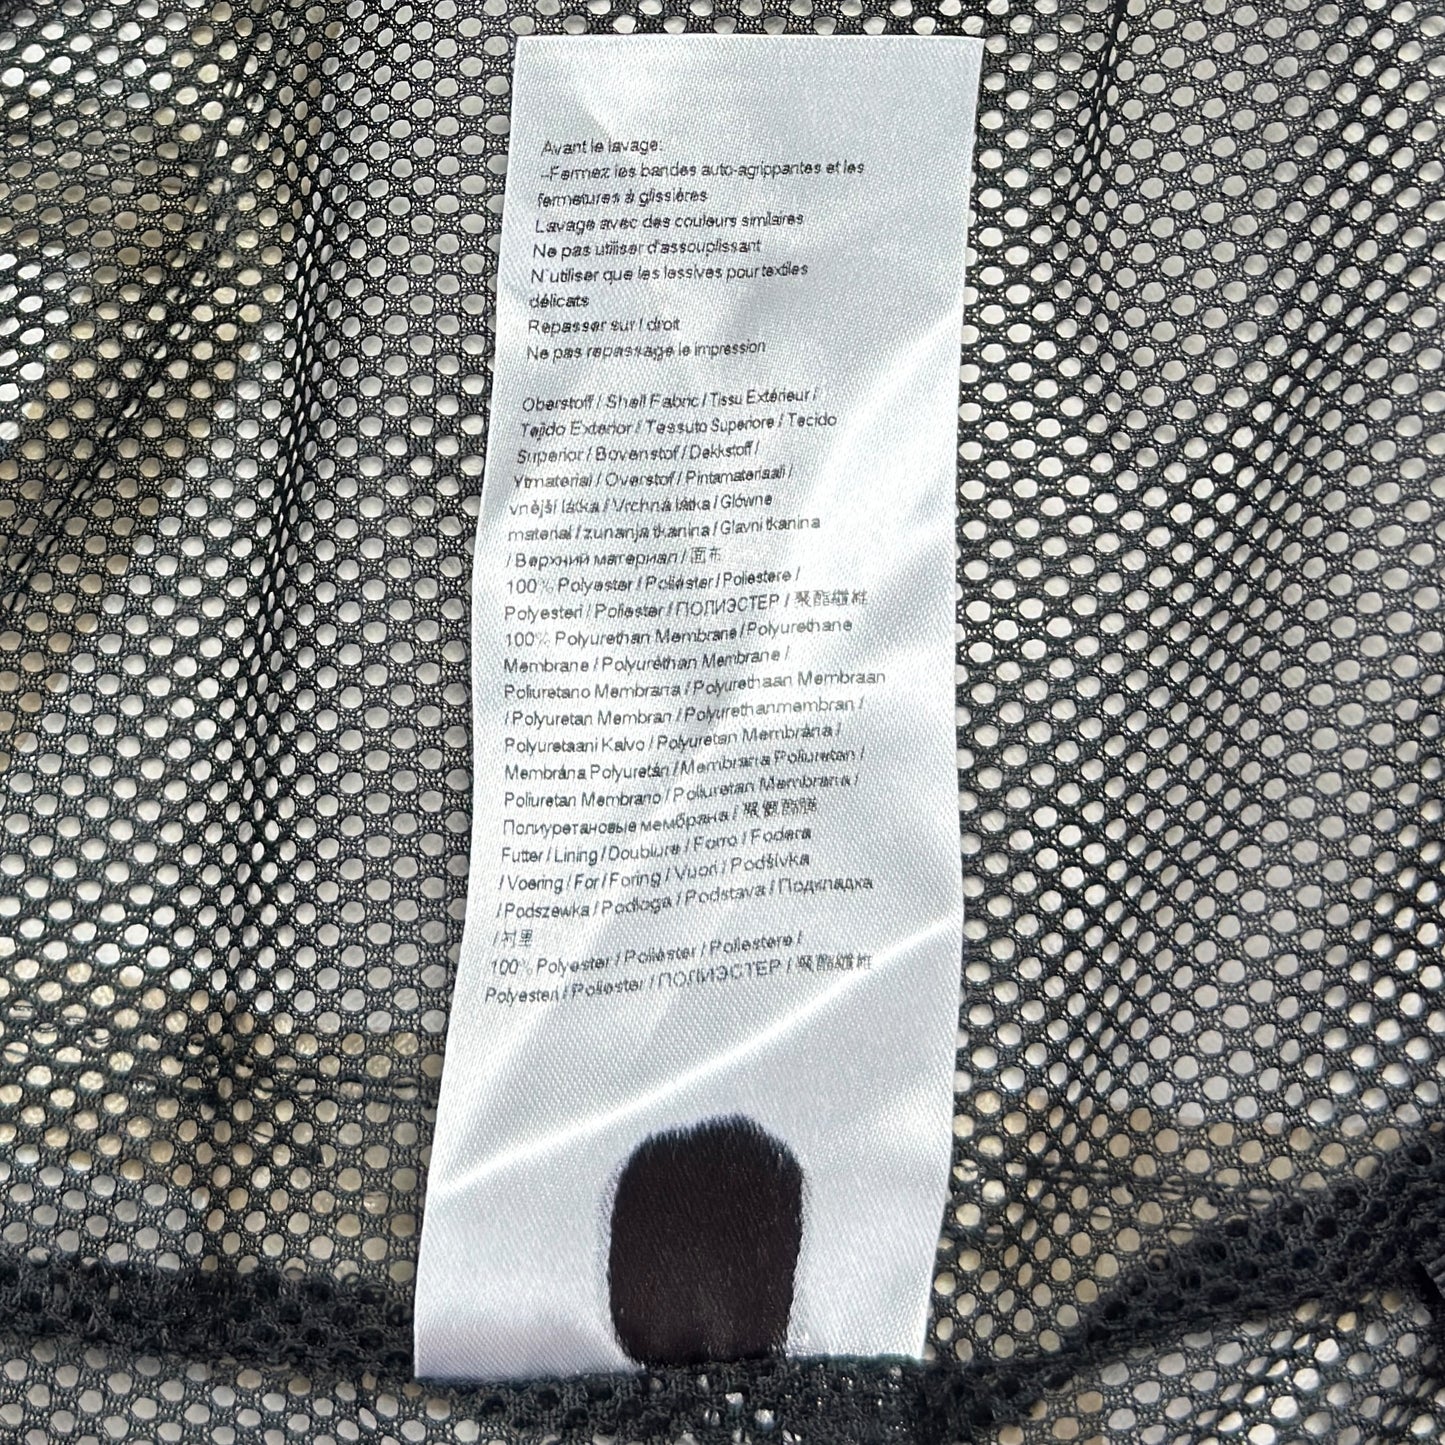 Avant le lavage:
-Fermez les bandes auto-agrippantes et les
fermetures à glissières
Lavage avec des couleurs similaires
Ne pas utiliser d'assouplissant
N'utiliser que les lessives pour textiles
délicats
Repasser sur l droit
Ne pas repassage le impression
Oberstoff / Shell Fabric / Tissu Extérieur /
Tejido Exterior / Tessuto Superiore / Tecido
Superior / Bovenstof / Dekkstoff /
Ytmaterial / Overstof / Pintamateriaali /
vnější látka / Vrchná látka / Główne
material / zunanja tkanina / Glavni tkanina
/ Верхний материал / 面布
100 % Polyester / Poliéster / Poliestere /
Polyesteri / Poliester / ПОЛИЭСТЕР / 聚酯纖維
100% Polyurethan Membrane / Polyurethane
Membrane / Polyuréthan Membrane /
Poliuretano Membrana / Polyurethaan Membraan
/ Polyuretan Membran / Polyurethanmembran /
Polyuretaani Kalvo / Polyuretan Membrána /
Membrána Polyuretán / Membrana Poliuretan /
Poliuretan Membrano / Poliuretan Membrana /
Полиуретановые мембрана / 聚氨酯膜
Futter / Lining / Doublure / Forro / Fodera
/ Voering / For / Foring / Vuori / Podšívka
/ Podszewka / Podloga / Podstava / Подкладка
/ 衬里
100% Polyester / Poliéster / Poliestere /
Polyesteri / Poliester / ПОЛИЭСТЕР / 聚酯纖維